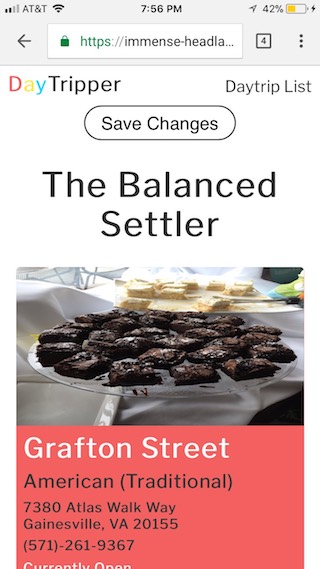 AT&T 7:56 PM 42%
https://immense-headla... 4
DayTripper Daytrip List
Save Changes
The Balanced
Settler
Grafton Street
American (Traditional)
7380 Atlas Walk Way
Gainesville, VA 20155
(571)-261-9367
Currently Open